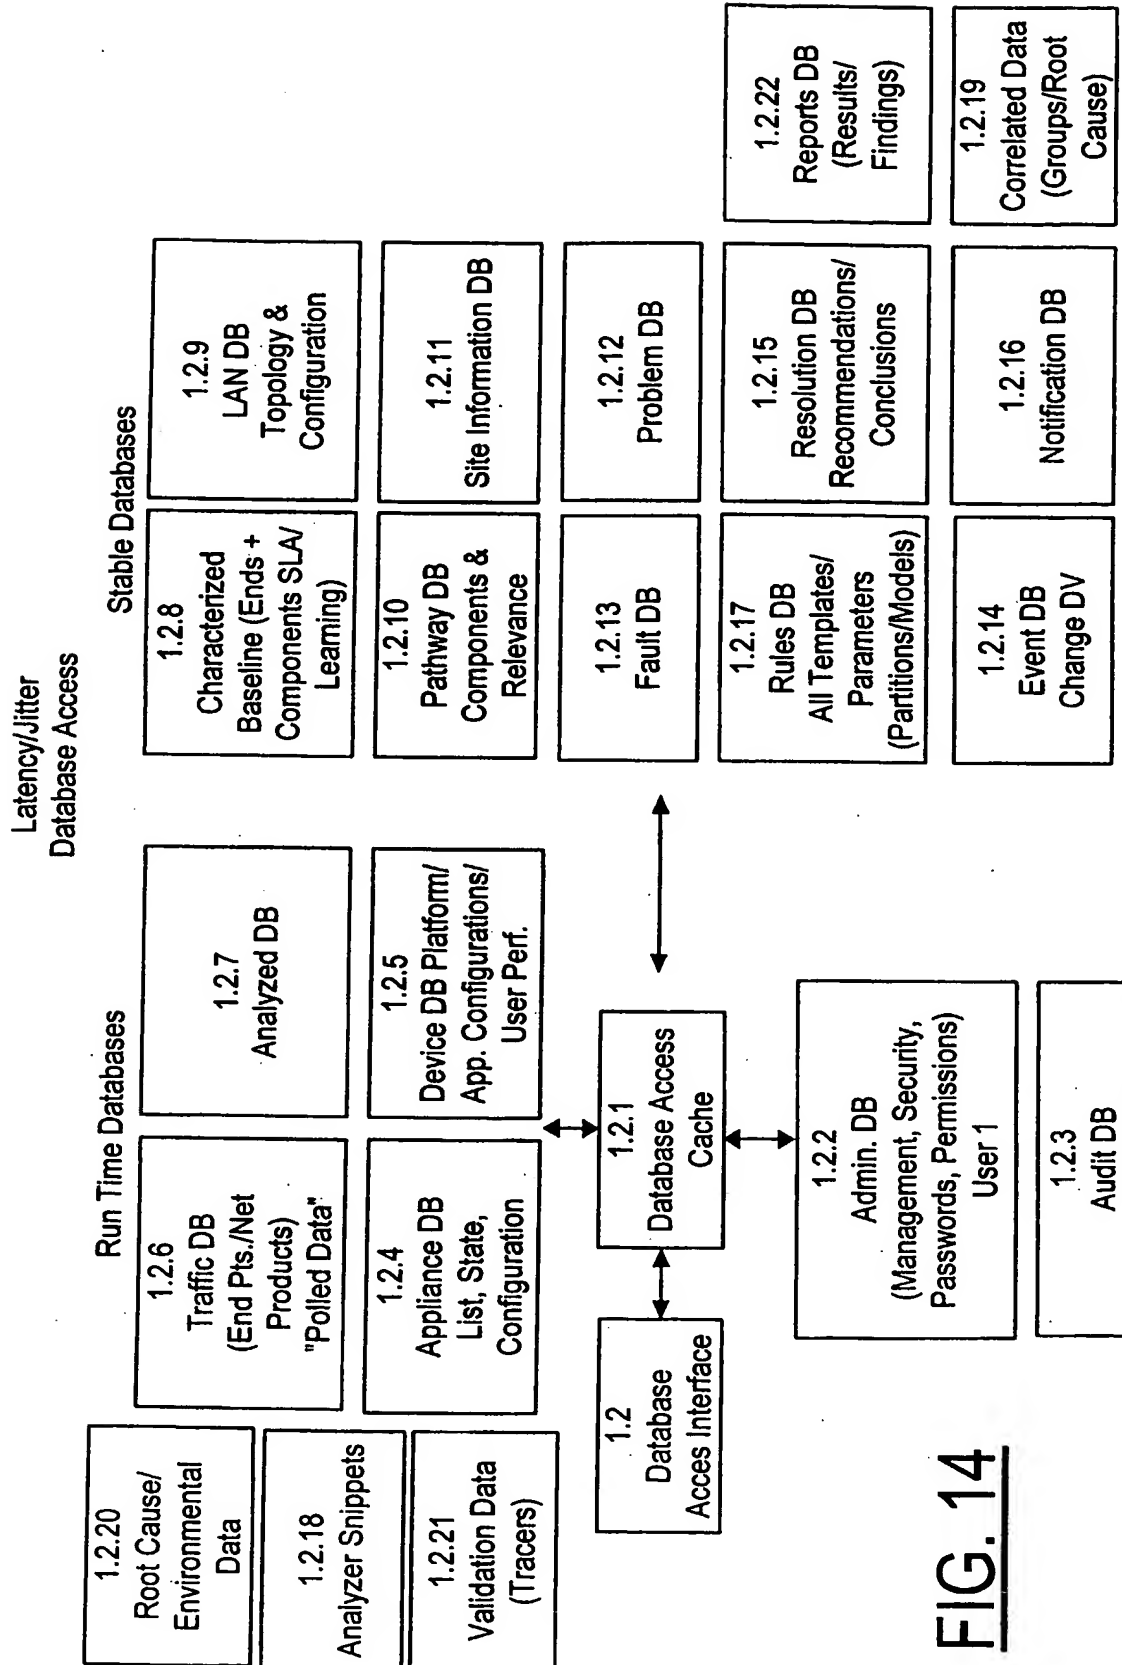 Latency/Jitter
Database Access
Run Time Databases
Stable Databases
1.2.20
Root Cause/
Environmental
Data
1.2.18
Analyzer Snippets
1.2.21
Validation Data
(Tracers)
1.2.6
Traffic DB
(End Pts./Net
Products)
"Polled Data"
1.2.7
Analyzed DB
1.2.4
Appliance DB
List, State,
Configuration
1.2.5
Device DB Platform/
App. Configurations/
User Perf.
1.2
Database
Acces Interface
1.2.1
Database Access
Cache
1.2.2
Admin. DB
(Management, Security,
Passwords, Permissions)
User 1
1.2.3
Audit DB
1.2.8
Characterized
Baseline (Ends +
Components SLA/
Learning)
1.2.9
LAN DB
Topology &
Configuration
1.2.10
Pathway DB
Components &
Relevance
1.2.11
Site Information DB
1.2.13
Fault DB
1.2.12
Problem DB
1.2.17
Rules DB
All Templates/
Parameters
(Partitions/Models)
1.2.15
Resolution DB
Recommendations/
Conclusions
1.2.22
Reports DB
(Results/
Findings)
1.2.14
Event DB
Change DV
1.2.16
Notification DB
1.2.19
Correlated Data
(Groups/Root
Cause)
FIG. 14